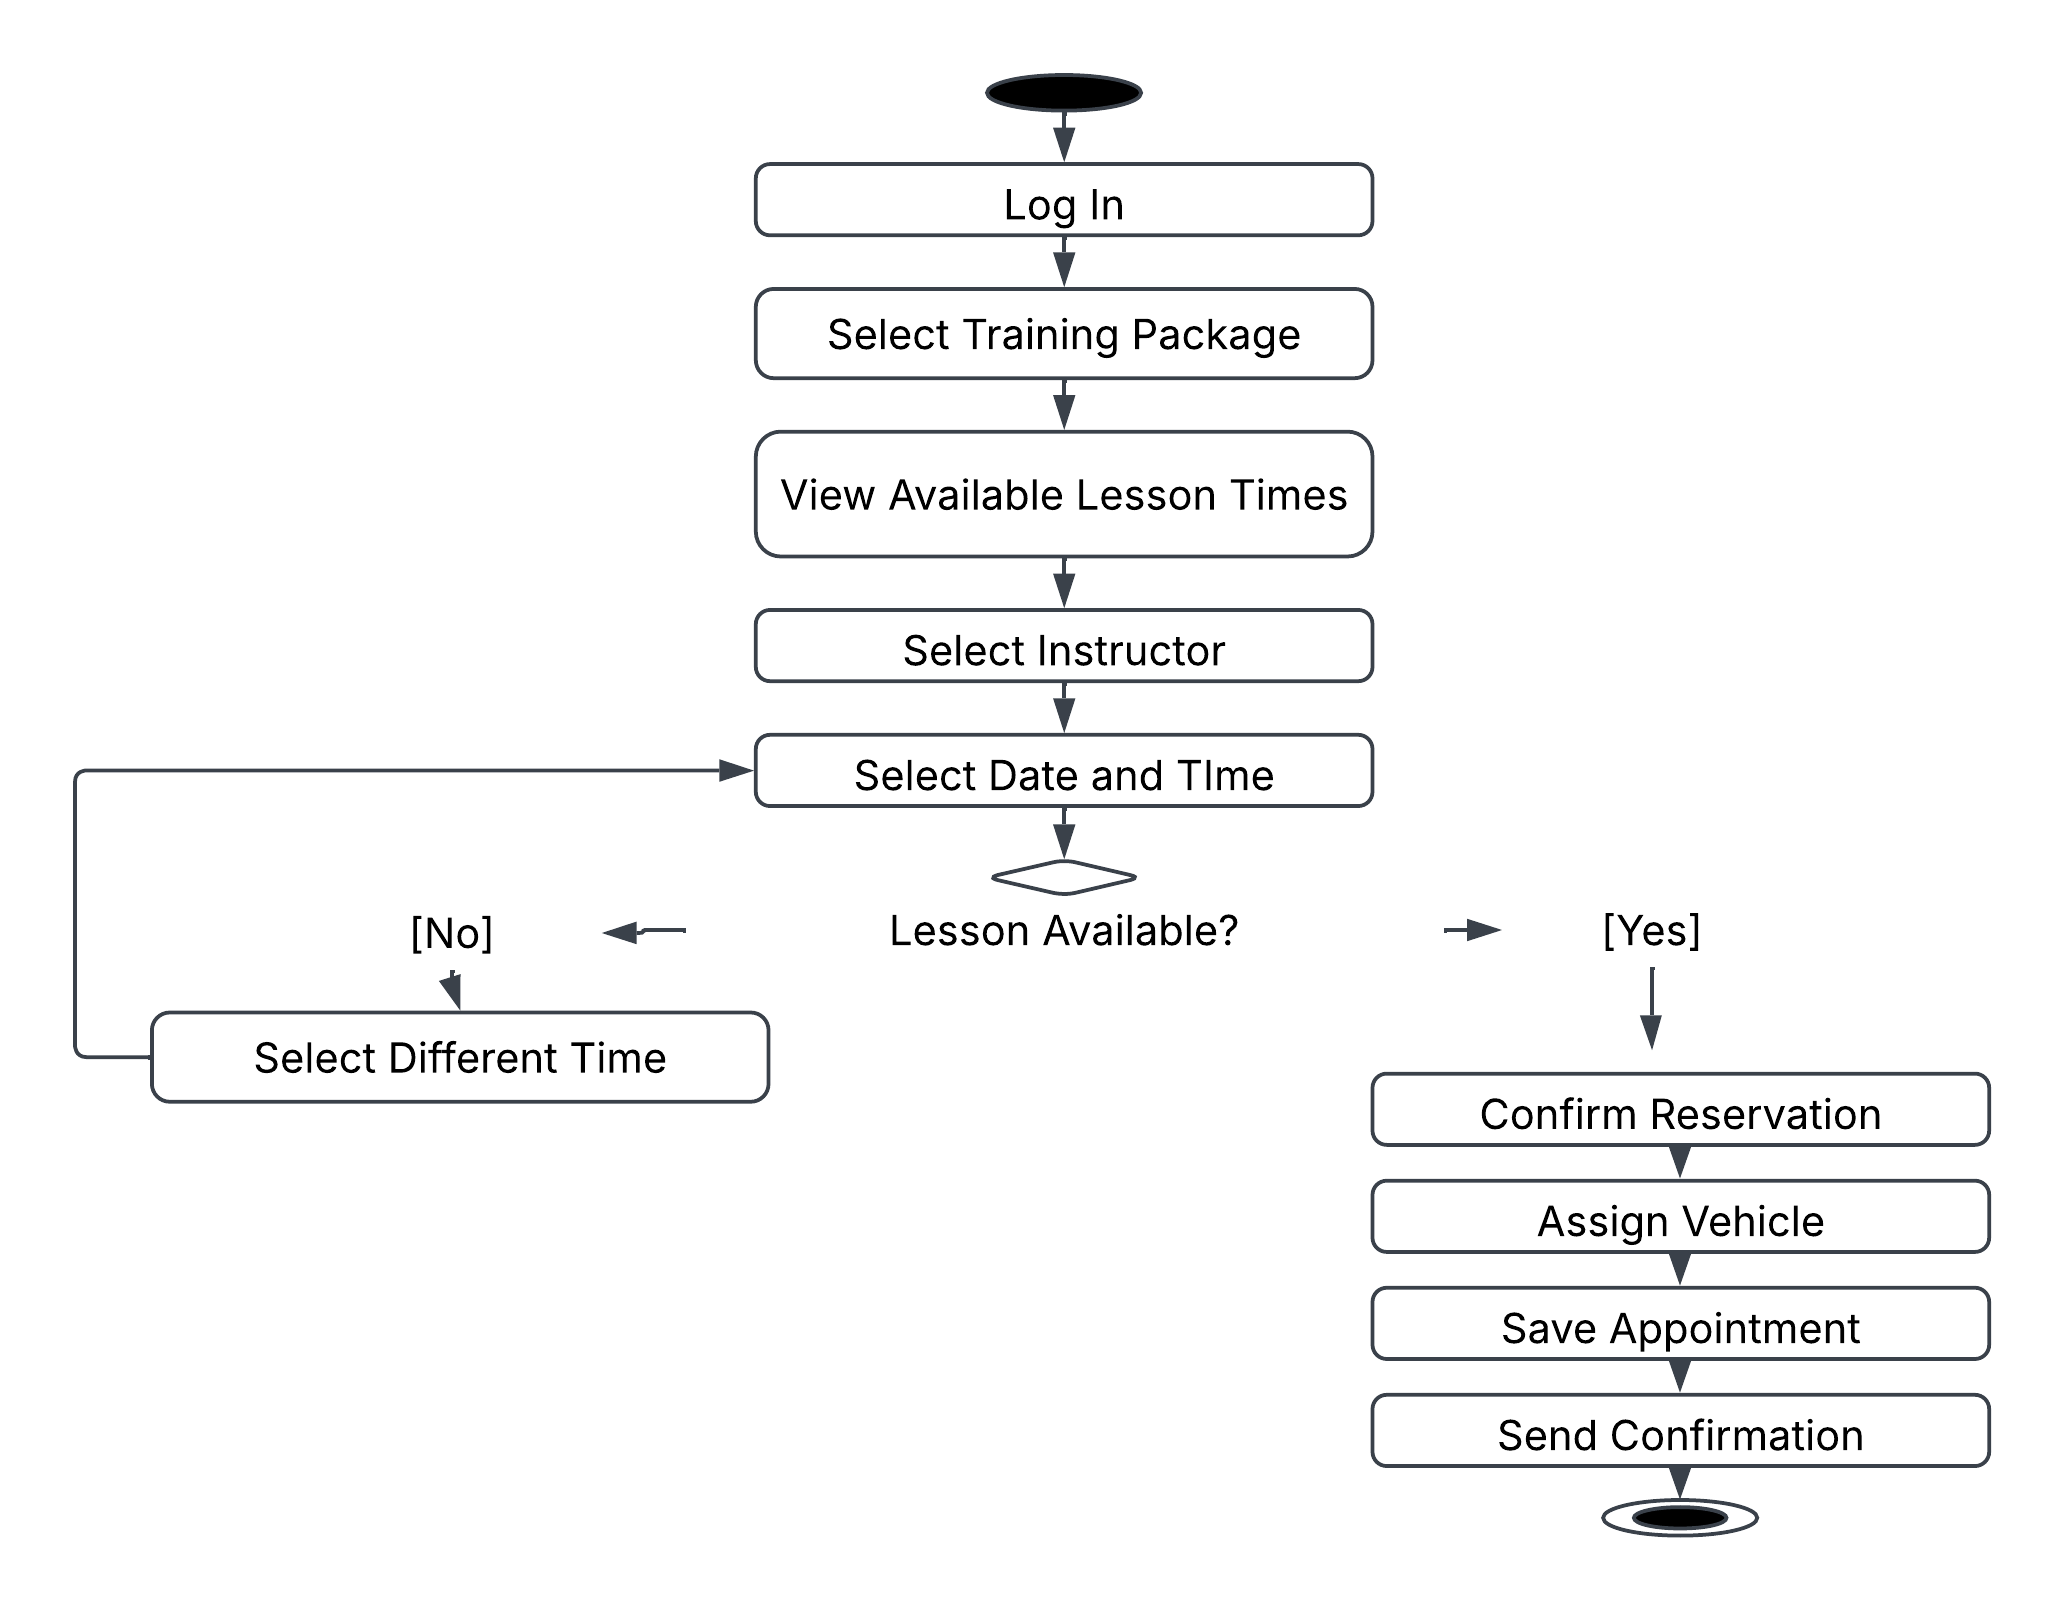 Log In
Select Training Package
View Available Lesson Times
Select Instructor
Select Date and TIme
Lesson Available?
[No]
[Yes]
Select Different Time
Confirm Reservation
Assign Vehicle
Save Appointment
Send Confirmation